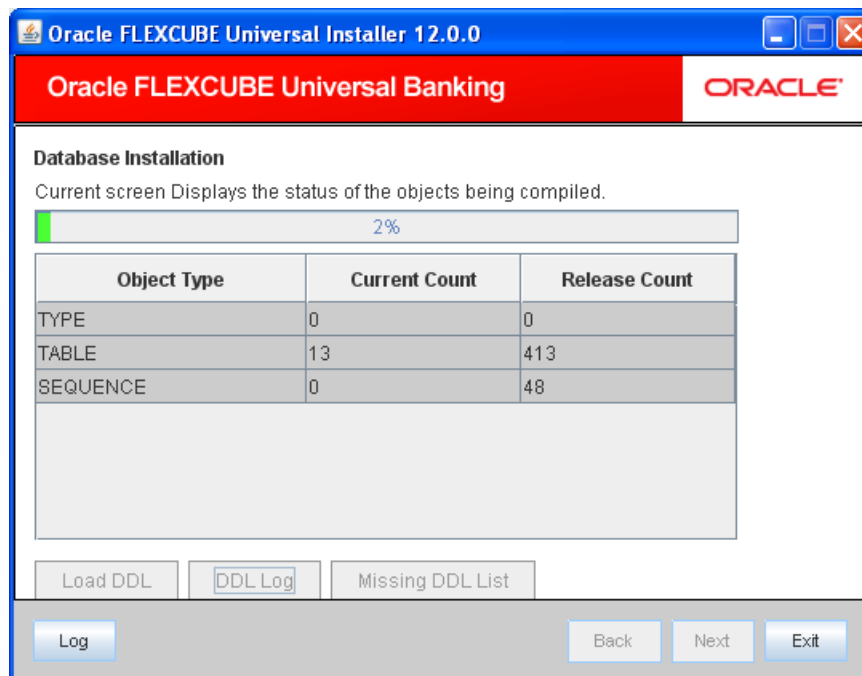 Oracle FLEXCUBE Universal Installer 12.0.0
Oracle FLEXCUBE Universal Banking
ORACLE
Database Installation
Current screen Displays the status of the objects being compiled.
2%
Object Type Current Count Release Count
TYPE 0 0
TABLE 13 413
SEQUENCE 0 48
Load DDL DDL Log Missing DDL List
Log Back Next Exit